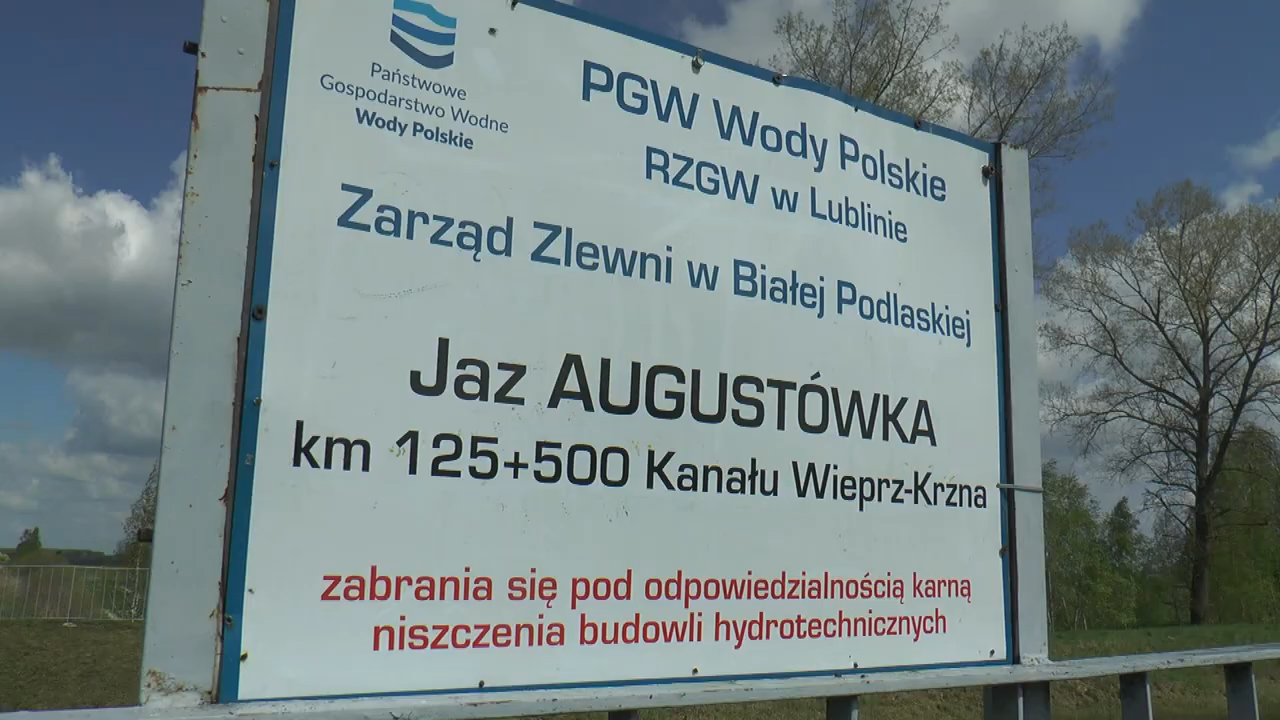 Państwowe
Gospodarstwo Wodne
Wody Polskie
PGW Wody Polskie
RZGW w Lublinie
Zarząd Zlewni w Białej Podlaskiej
Jaz AUGUSTÓWKA
km 125+500 Kanału Wieprz-Krzna
zabrania się pod odpowiedzialnością karną
niszczenia budowli hydrotechnicznych